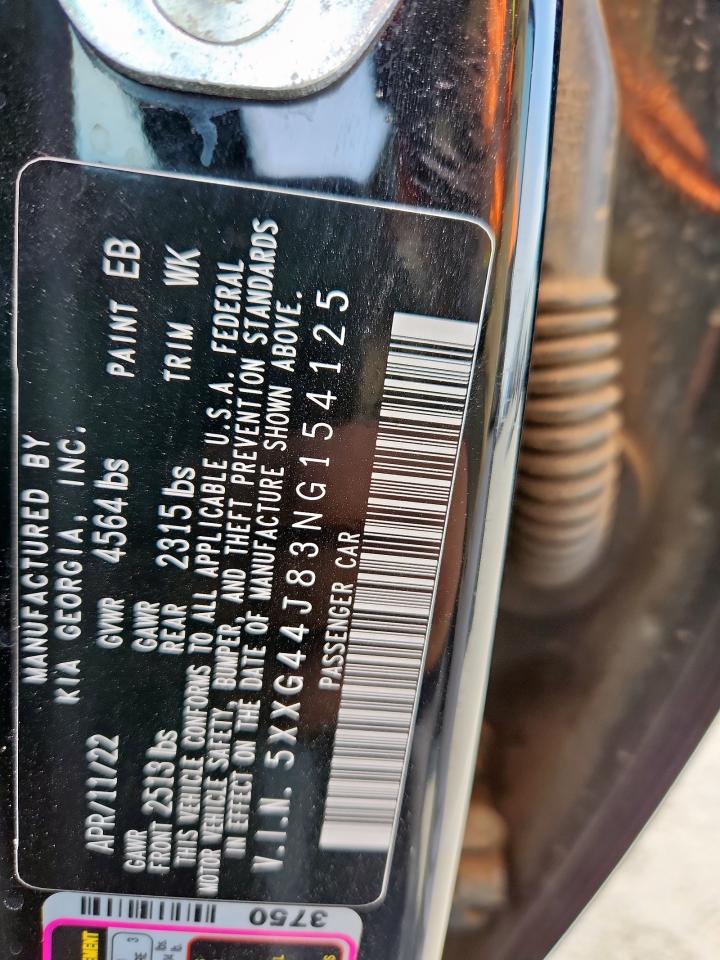 MANUFACTURED BY
KIA GEORGIA, INC.
APR/11/22 GVWR 4564 lbs PAINT EB
GAWR GAWR
FRONT 2513 lbs REAR 2315 lbs TRIM WK
THIS VEHICLE CONFORMS TO ALL APPLICABLE U.S.A. FEDERAL
MOTOR VEHICLE SAFETY, BUMPER, AND THEFT PREVENTION STANDARDS
IN EFFECT ON THE DATE OF MANUFACTURE SHOWN ABOVE.
V.I.N. 5XXG44J83NG154125
PASSENGER CAR
3750